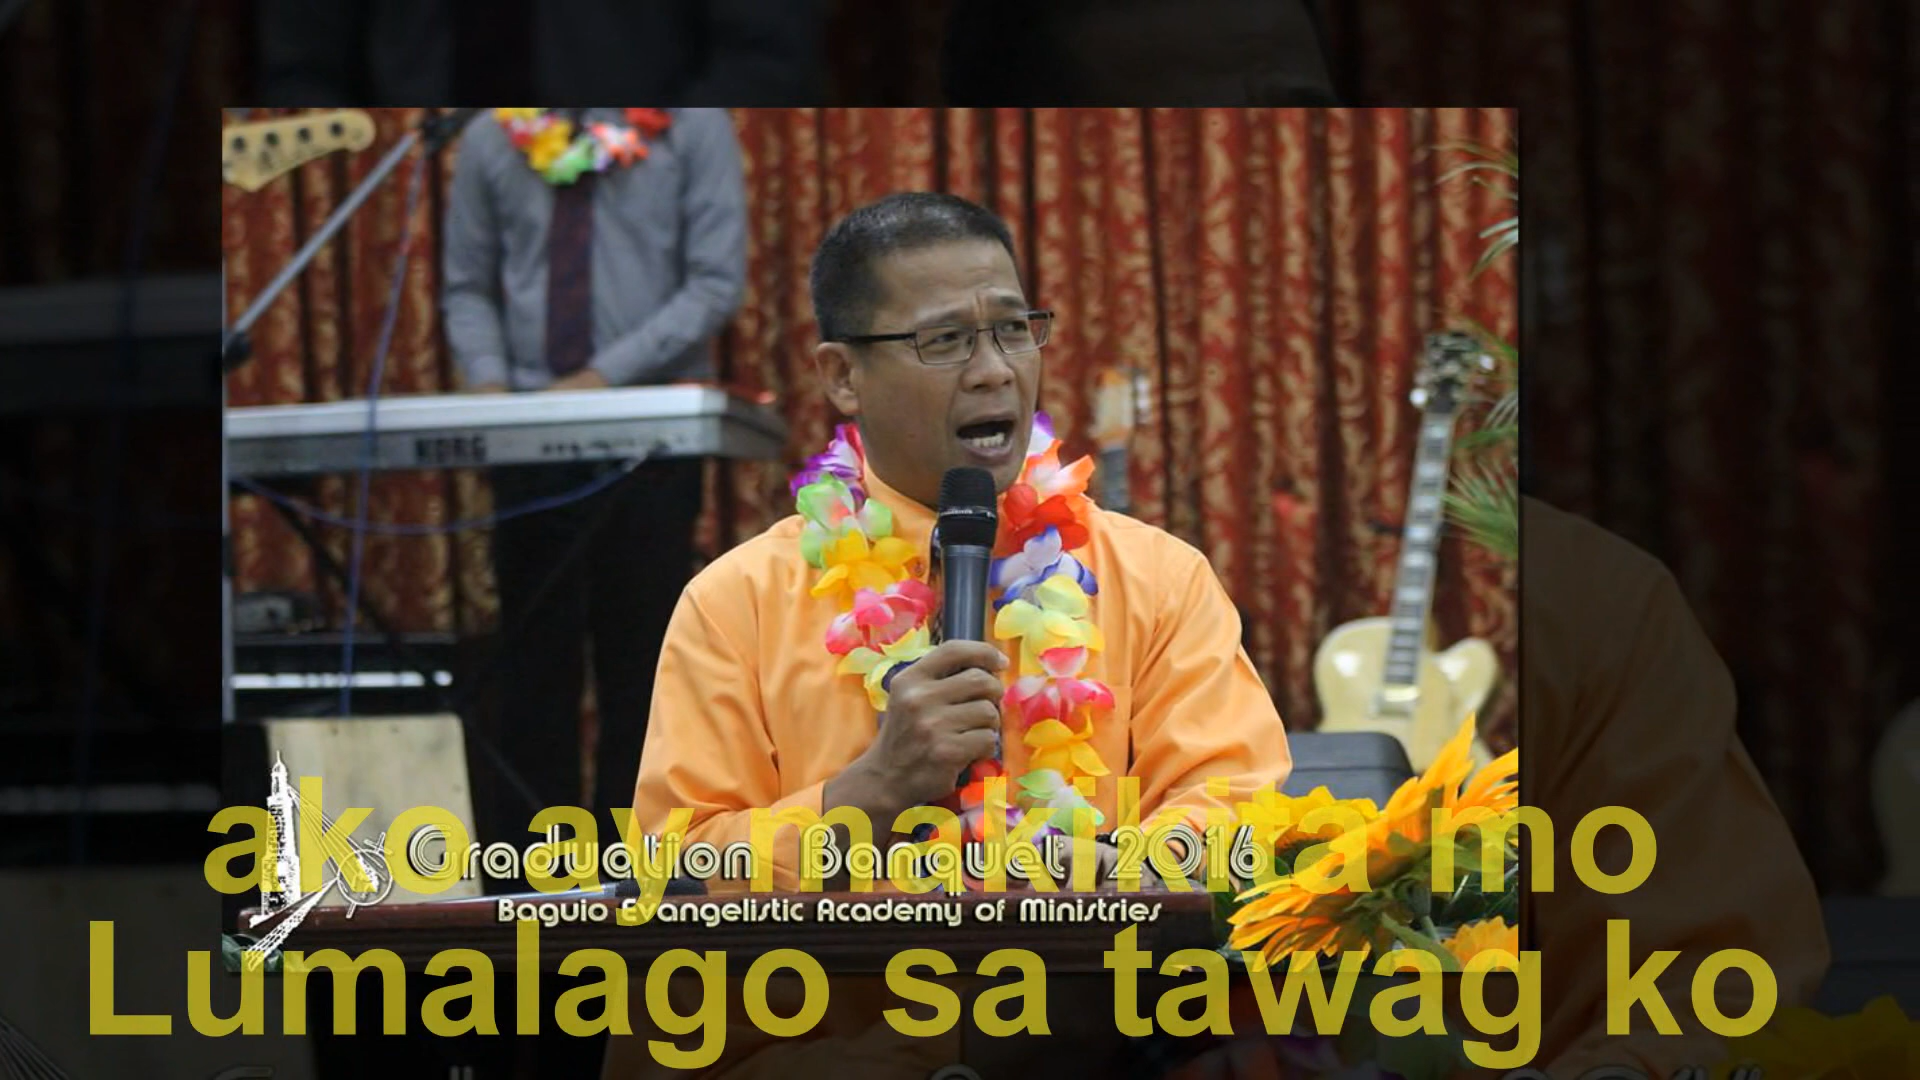 KORG
ako ay makikita mo
Graduation Banquet 2016
Baguio Evangelistic Academy of Ministries
Lumalago sa tawag ko